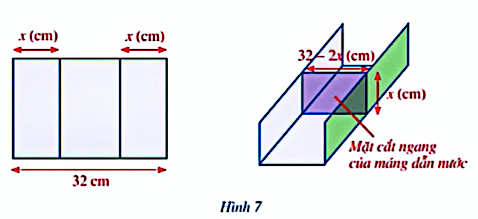 x (cm)
x (cm)
32 cm
32 – 2x (cm)
x (cm)
Mặt cắt ngang
của máng dẫn nước
Hình 7